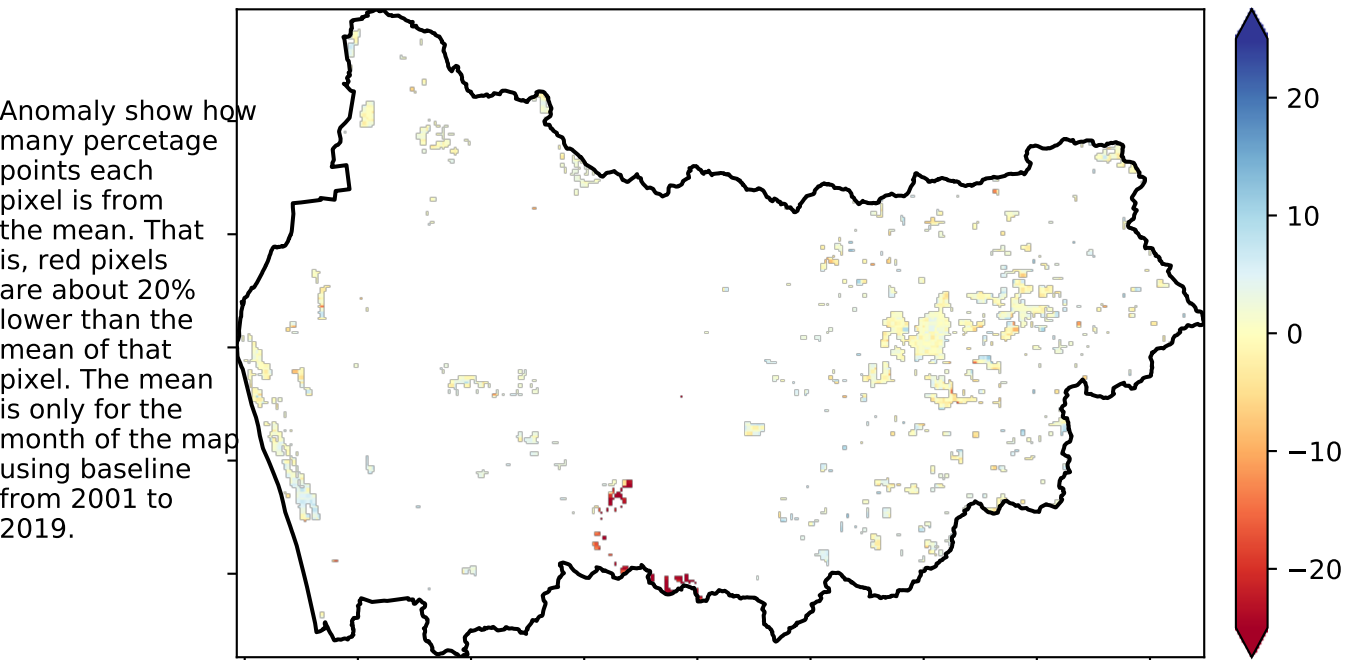 Anomaly show how
many percetage
points each
pixel is from
the mean. That
is, red pixels
are about 20%
lower than the
mean of that
pixel. The mean
is only for the
month of the map
using baseline
from 2001 to
2019.
20
10
0
−10
−20